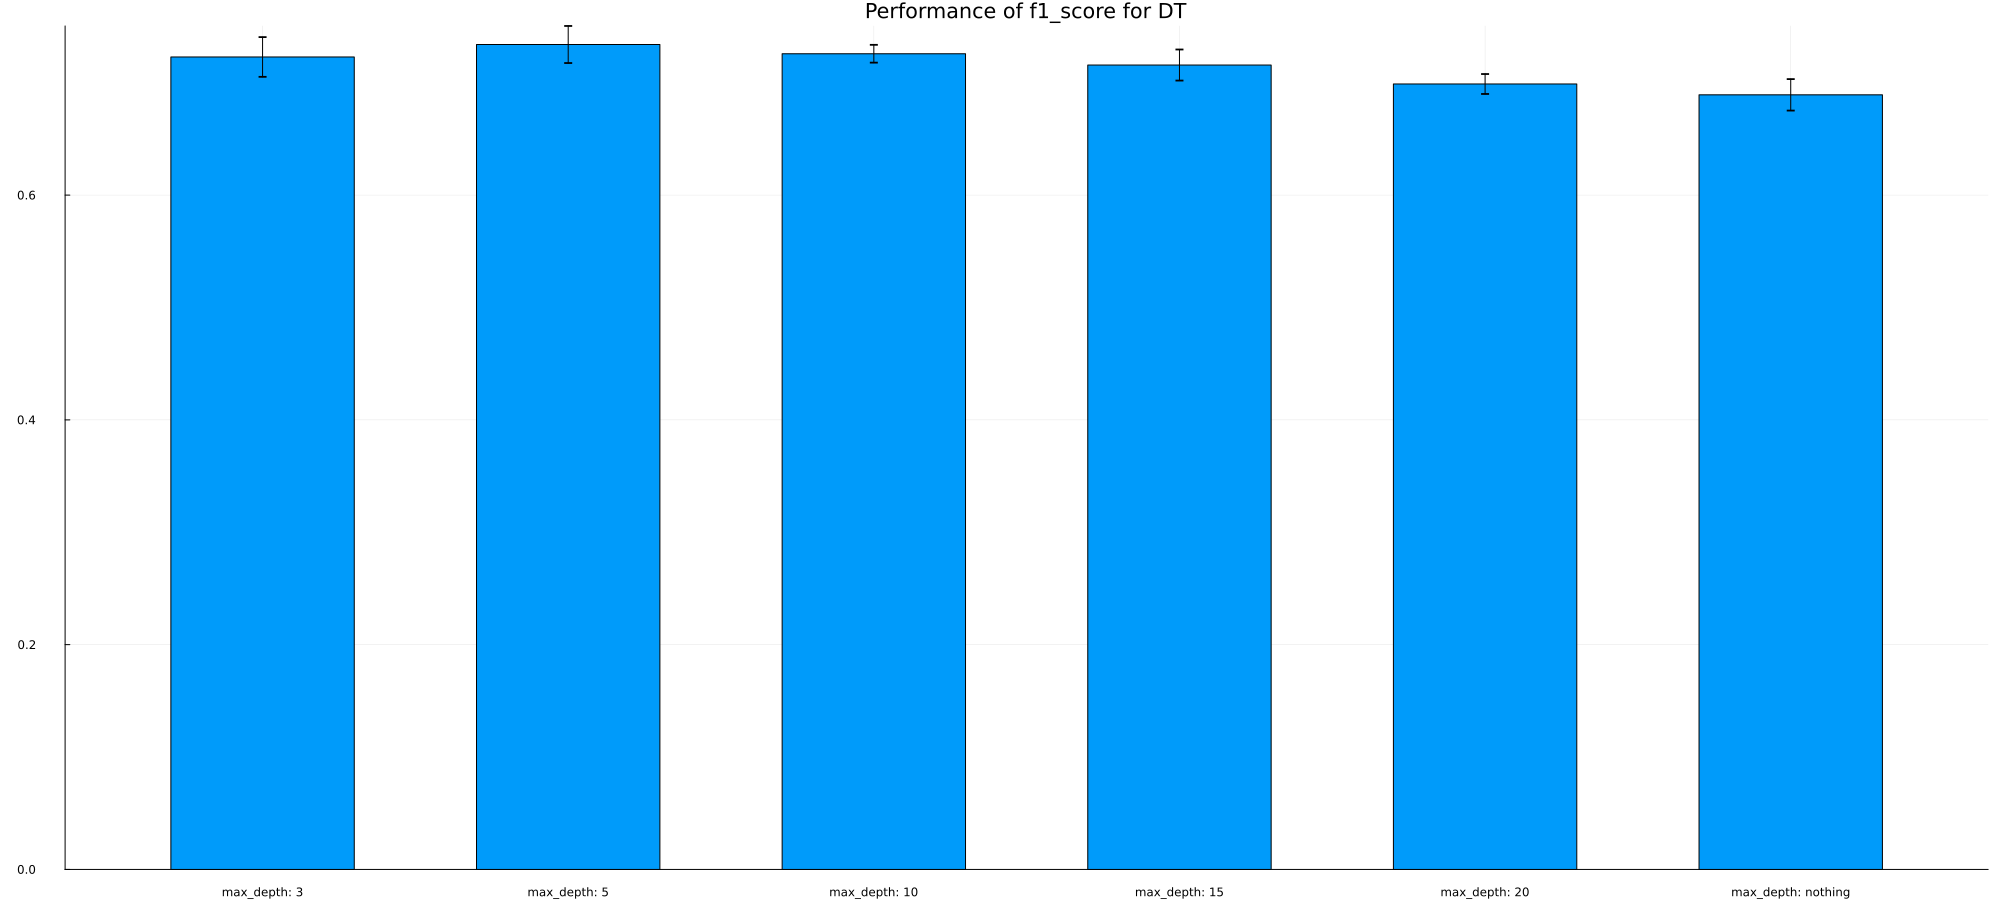 Performance of f1_score for DT
0.6
0.4
0.2
0.0
max_depth: 3
max_depth: 5
max_depth: 10
max_depth: 15
max_depth: 20
max_depth: nothing